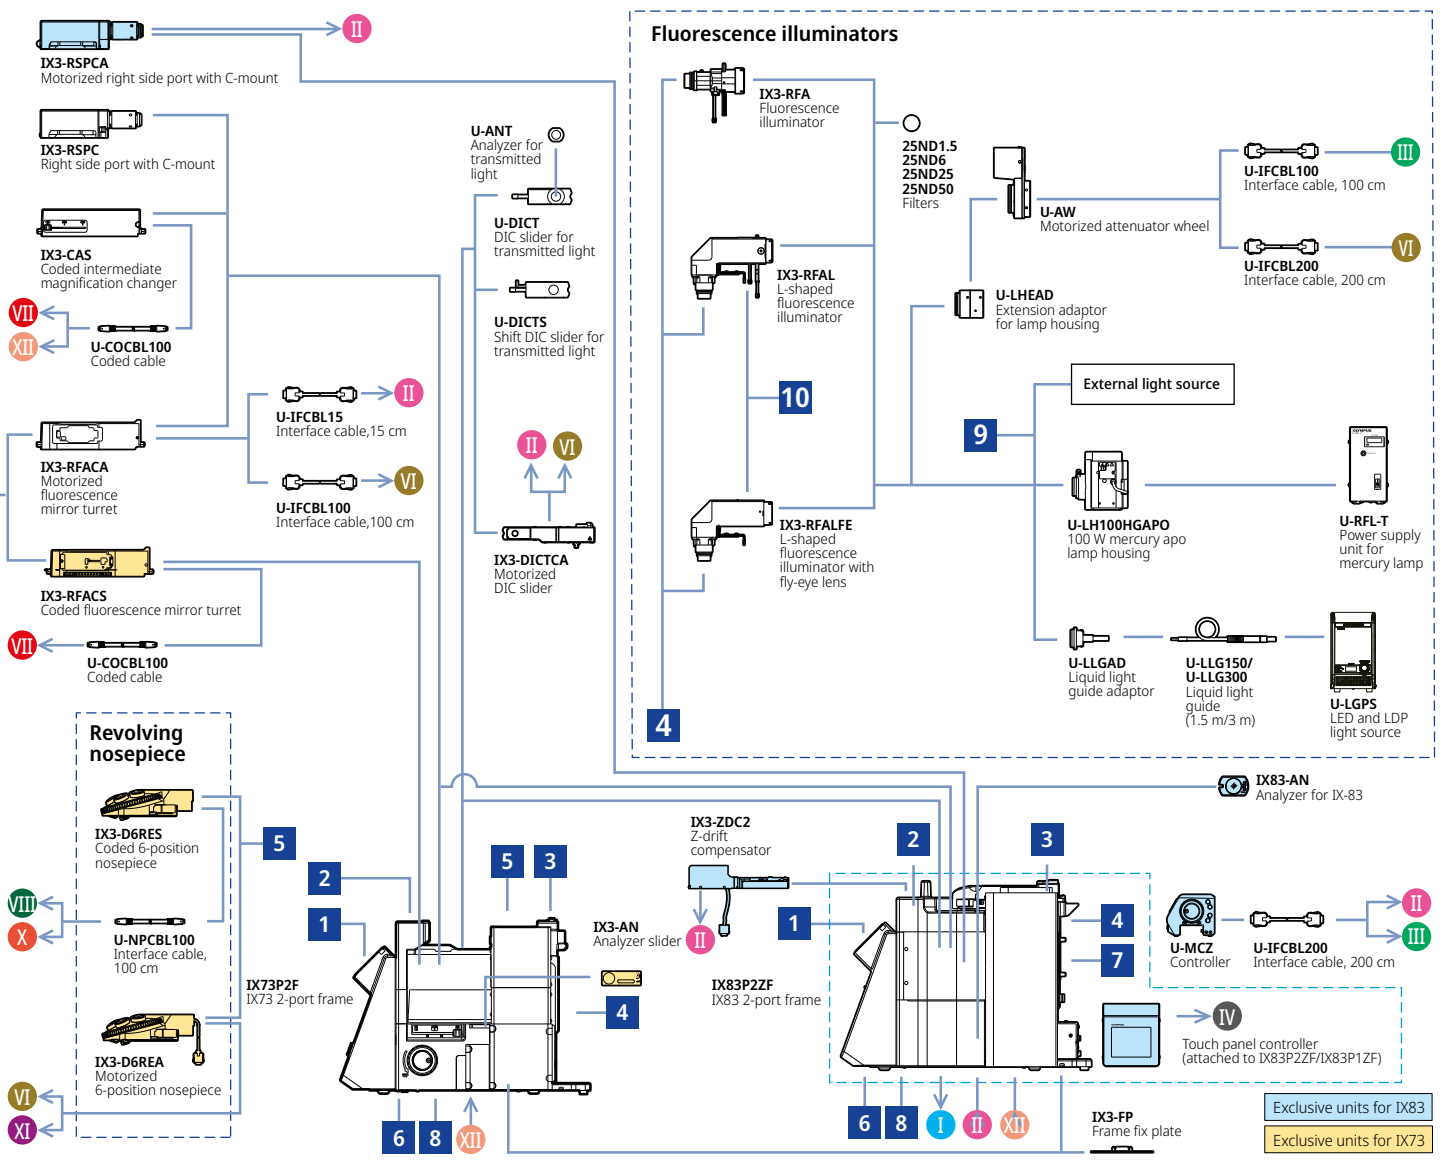 II
IX3-RSPCA
Motorized right side port with C-mount
IX3-RSPC
Right side port with C-mount
IX3-CAS
Coded intermediate
magnification changer
VII
XII
U-COCBL100
Coded cable
IX3-RFACA
Motorized
fluorescence
mirror turret
U-IFCBL15
Interface cable,15 cm
II
U-IFCBL100
Interface cable,100 cm
VI
IX3-RFACS
Coded fluorescence mirror turret
VII
U-COCBL100
Coded cable
U-ANT
Analyzer for
transmitted
light
U-DICT
DIC slider for
transmitted light
U-DICTS
Shift DIC slider for
transmitted light
II
VI
IX3-DICTCA
Motorized
DIC slider
Fluorescence illuminators
IX3-RFA
Fluorescence
illuminator
25ND1.5
25ND6
25ND25
25ND50
Filters
IX3-RFAL
L-shaped
fluorescence
illuminator
10
IX3-RFALFE
L-shaped
fluorescence
illuminator with
fly-eye lens
4
U-AW
Motorized attenuator wheel
U-IFCBL100
Interface cable, 100 cm
III
U-IFCBL200
Interface cable, 200 cm
VI
U-LHEAD
Extension adaptor
for lamp housing
External light source
9
U-LH100HGAPO
100 W mercury apo
lamp housing
OLYMPUS
U-RFL-T
Power supply
unit for
mercury lamp
U-LLGAD
Liquid light
guide adaptor
U-LLG150/
U-LLG300
Liquid light
guide
(1.5 m/3 m)
U-LGPS
LED and LDP
light source
Revolving
nosepiece
IX3-D6RES
Coded 6-position
nosepiece
5
VIII
X
U-NPCBL100
Interface cable,
100 cm
IX3-D6REA
Motorized
6-position nosepiece
VI
XI
IX73P2F
IX73 2-port frame
1
2
5
3
4
6
8
XII
IX3-AN
Analyzer slider
IX3-ZDC2
Z-drift
compensator
II
IX83P2ZF
IX83 2-port frame
1
2
3
4
7
6
8
I
II
XII
IX83-AN
Analyzer for IX-83
U-MCZ
Controller
U-IFCBL200
Interface cable, 200 cm
II
III
IV
Touch panel controller
(attached to IX83P2ZF/IX83P1ZF)
IX3-FP
Frame fix plate
Exclusive units for IX83
Exclusive units for IX73